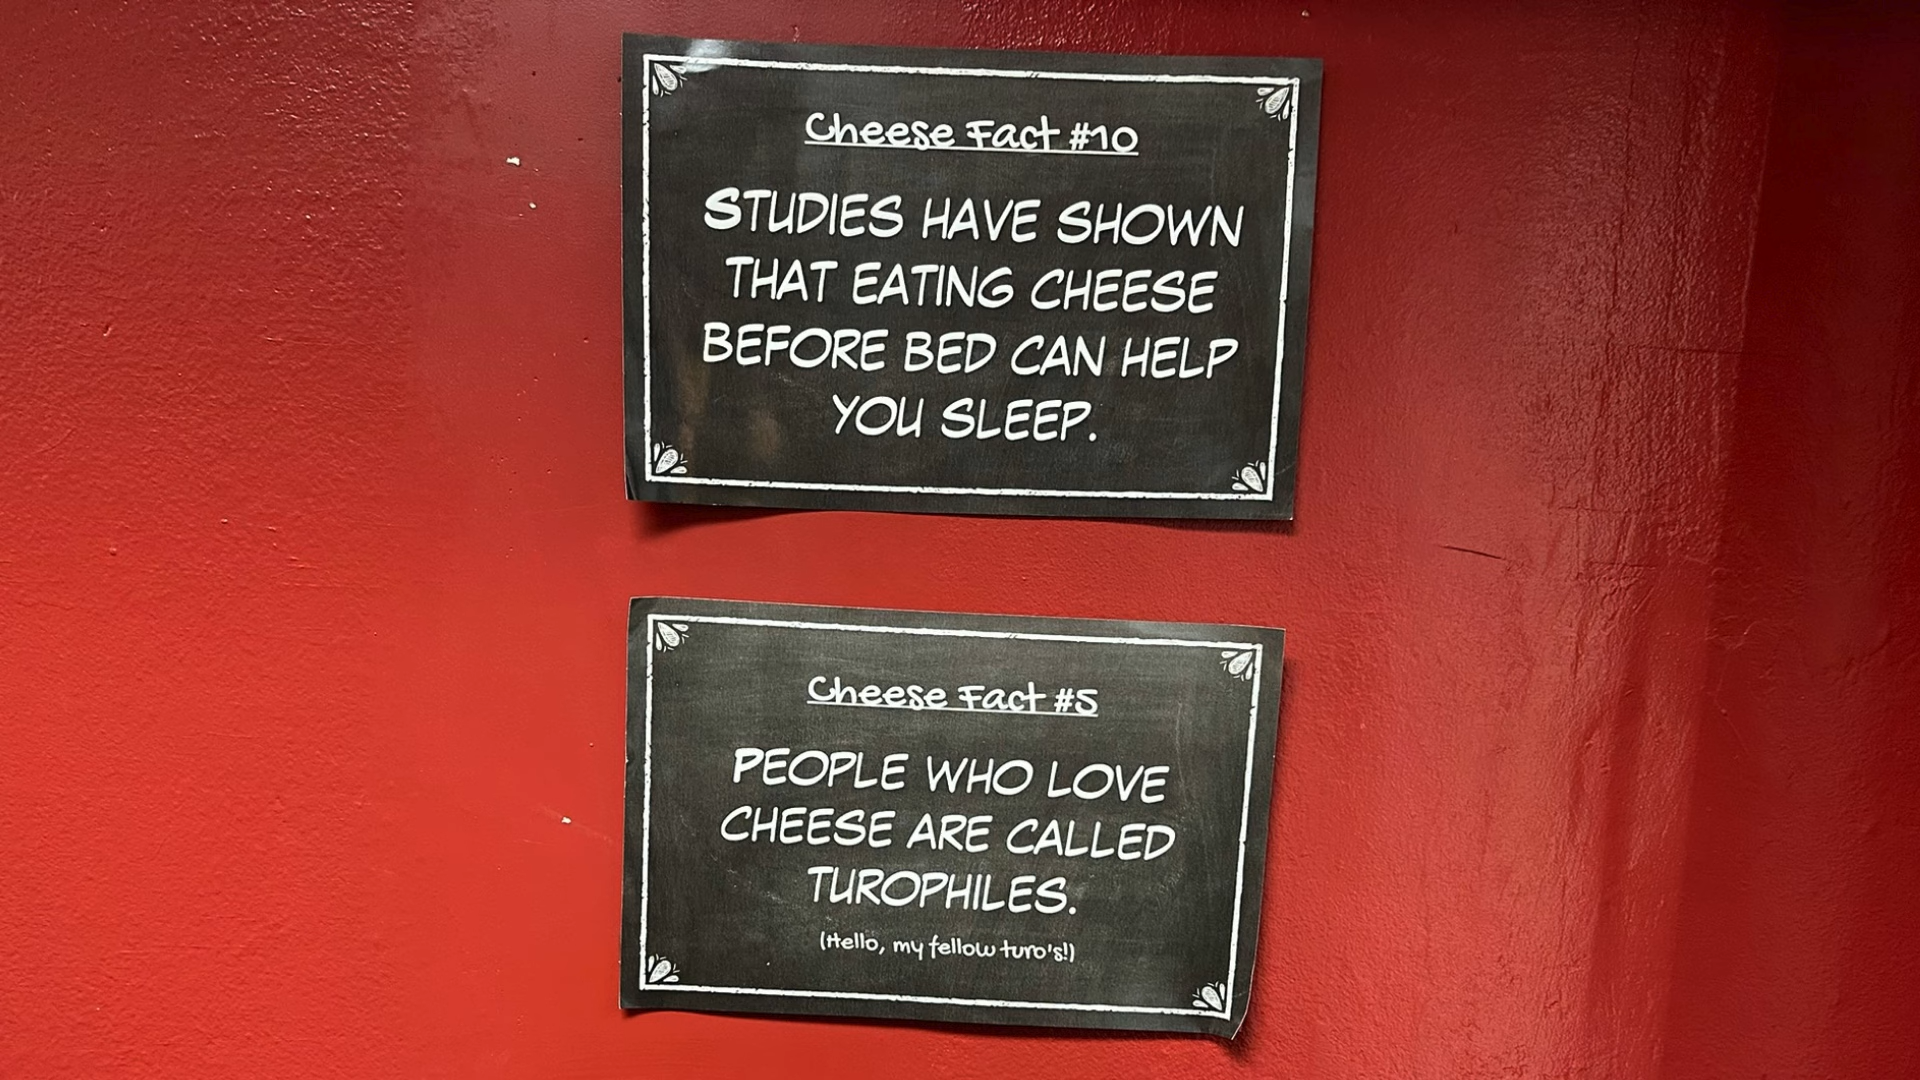 Cheese Fact #10
STUDIES HAVE SHOWN
THAT EATING CHEESE
BEFORE BED CAN HELP
YOU SLEEP.
Cheese Fact #5
PEOPLE WHO LOVE
CHEESE ARE CALLED
TUROPHILES.
(Hello, my fellow turo's!)